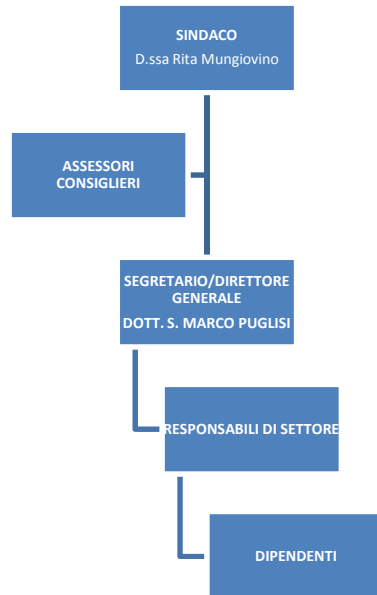 SINDACO
D.ssa Rita Mungiovino
ASSESSORI
CONSIGLIERI
SEGRETARIO/DIRETTORE
GENERALE
DOTT. S. MARCO PUGLISI
RESPONSABILI DI SETTORE
DIPENDENTI